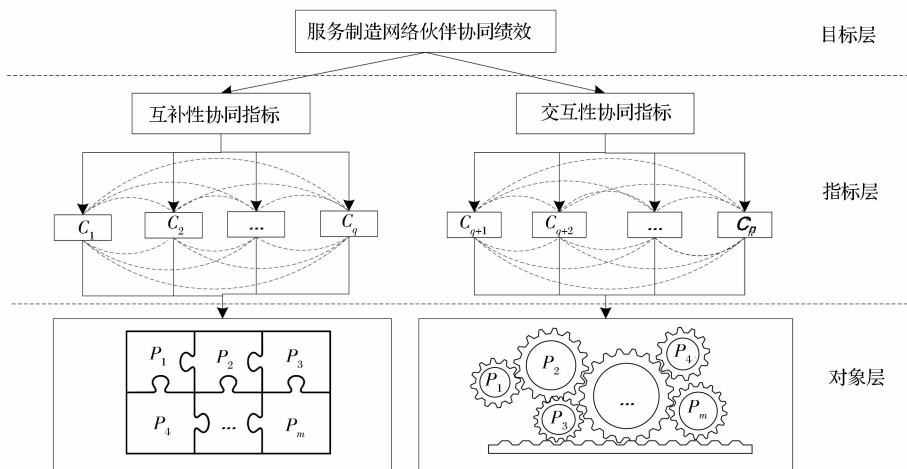 服务制造网络伙伴协同绩效
目标层
互补性协同指标
交互性协同指标
指标层
C1 C2 ... Cq
Cq+1 Cq+2 ... Cn
P1 P2 P3
P4 ... Pm
P1 P2 P3 ... P4 Pm
对象层